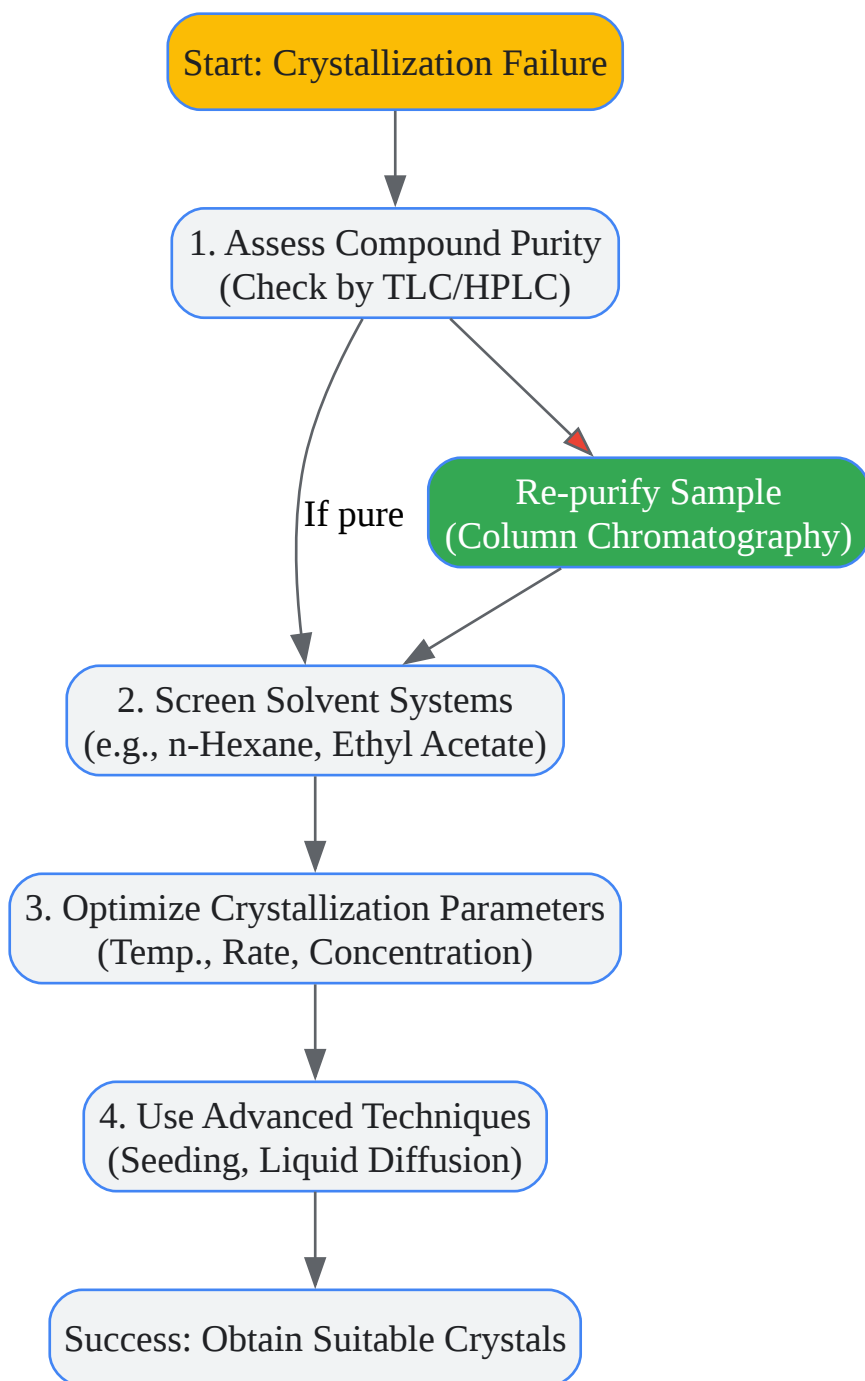 Start: Crystallization Failure
1. Assess Compound Purity
(Check by TLC/HPLC)
If pure
Re-purify Sample
(Column Chromatography)
2. Screen Solvent Systems
(e.g., n-Hexane, Ethyl Acetate)
3. Optimize Crystallization Parameters
(Temp., Rate, Concentration)
4. Use Advanced Techniques
(Seeding, Liquid Diffusion)
Success: Obtain Suitable Crystals